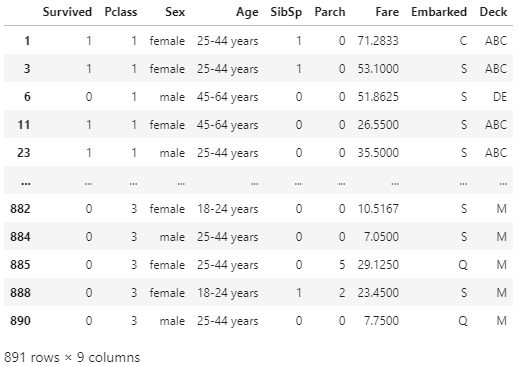 Survived Pclass Sex Age SibSp Parch Fare Embarked Deck
1 1 1 female 25-44 years 1 0 71.2833 C ABC
3 1 1 female 25-44 years 1 0 53.1000 S ABC
6 0 1 male 45-64 years 0 0 51.8625 S DE
11 1 1 female 45-64 years 0 0 26.5500 S ABC
23 1 1 male 25-44 years 0 0 35.5000 S ABC
... ... ... ... ... ... ... ... ... ...
882 0 3 female 18-24 years 0 0 10.5167 S M
884 0 3 male 25-44 years 0 0 7.0500 S M
885 0 3 female 25-44 years 0 5 29.1250 Q M
888 0 3 female 18-24 years 1 2 23.4500 S M
890 0 3 male 25-44 years 0 0 7.7500 Q M
891 rows × 9 columns